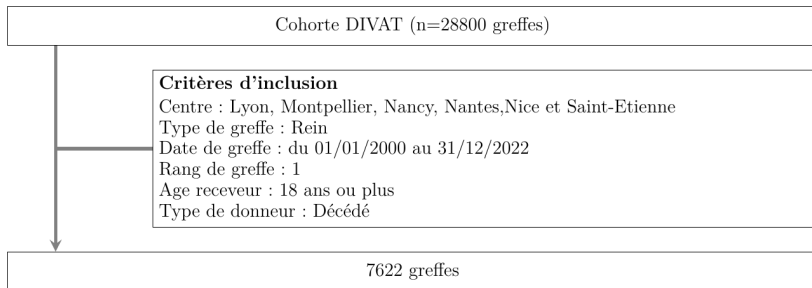 Cohorte DIVAT (n=28800 greffes)
Critères d'inclusion
Centre : Lyon, Montpellier, Nancy, Nantes,Nice et Saint-Etienne
Type de greffe : Rein
Date de greffe : du 01/01/2000 au 31/12/2022
Rang de greffe : 1
Age receveur : 18 ans ou plus
Type de donneur : Décédé
7622 greffes